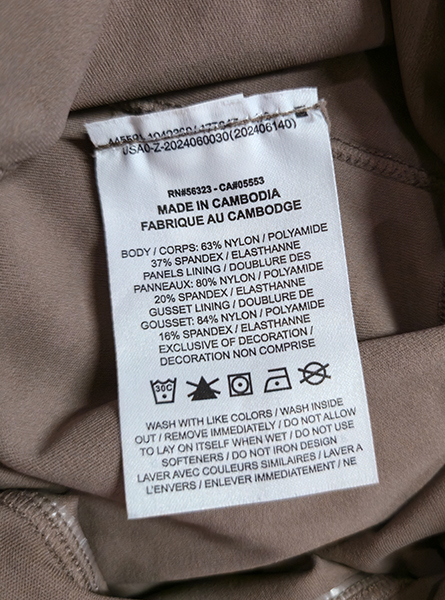 USA0-Z-2024060030(202406140)
RN#56323 - CA#05553
MADE IN CAMBODIA
FABRIQUE AU CAMBODGE
BODY / CORPS: 63% NYLON / POLYAMIDE
37% SPANDEX / ELASTHANNE
PANELS LINING / DOUBLURE DES
PANNEAUX: 80% NYLON / POLYAMIDE
20% SPANDEX / ELASTHANNE
GUSSET LINING / DOUBLURE DE
GOUSSET: 84% NYLON / POLYAMIDE
16% SPANDEX / ELASTHANNE
EXCLUSIVE OF DECORATION /
DECORATION NON COMPRISE
30C
WASH WITH LIKE COLORS / WASH INSIDE
OUT / REMOVE IMMEDIATELY / DO NOT ALLOW
TO LAY ON ITSELF WHEN WET / DO NOT USE
SOFTENERS / DO NOT IRON DESIGN
LAVER AVEC COULEURS SIMILAIRES / LAVER A
L'ENVERS / ENLEVER IMMEDIATEMENT / NE